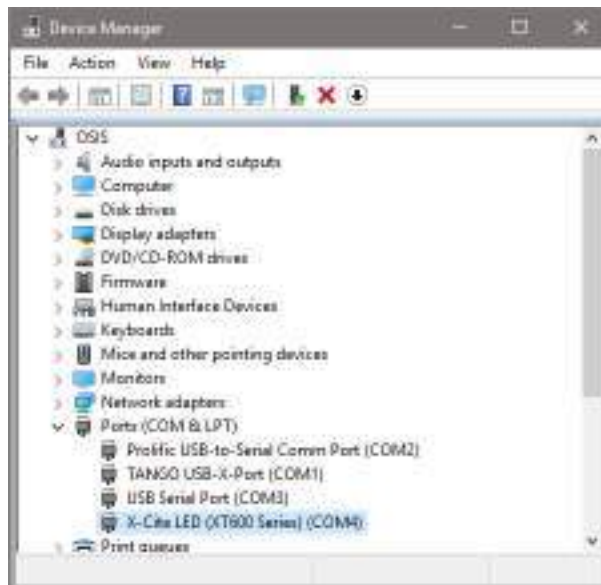 Device Manager
File Action View Help
OSIS
Audio inputs and outputs
Computer
Disk drives
Display adapters
DVD/CD-ROM drives
Firmware
Human Interface Devices
Keyboards
Mice and other pointing devices
Monitors
Network adapters
Ports (COM & LPT)
Prolific USB-to-Serial Comm Port (COM2)
TANGO USB-X-Port (COM1)
USB Serial Port (COM3)
X-Cite LED (XT600 Series) (COM4)
Print queues